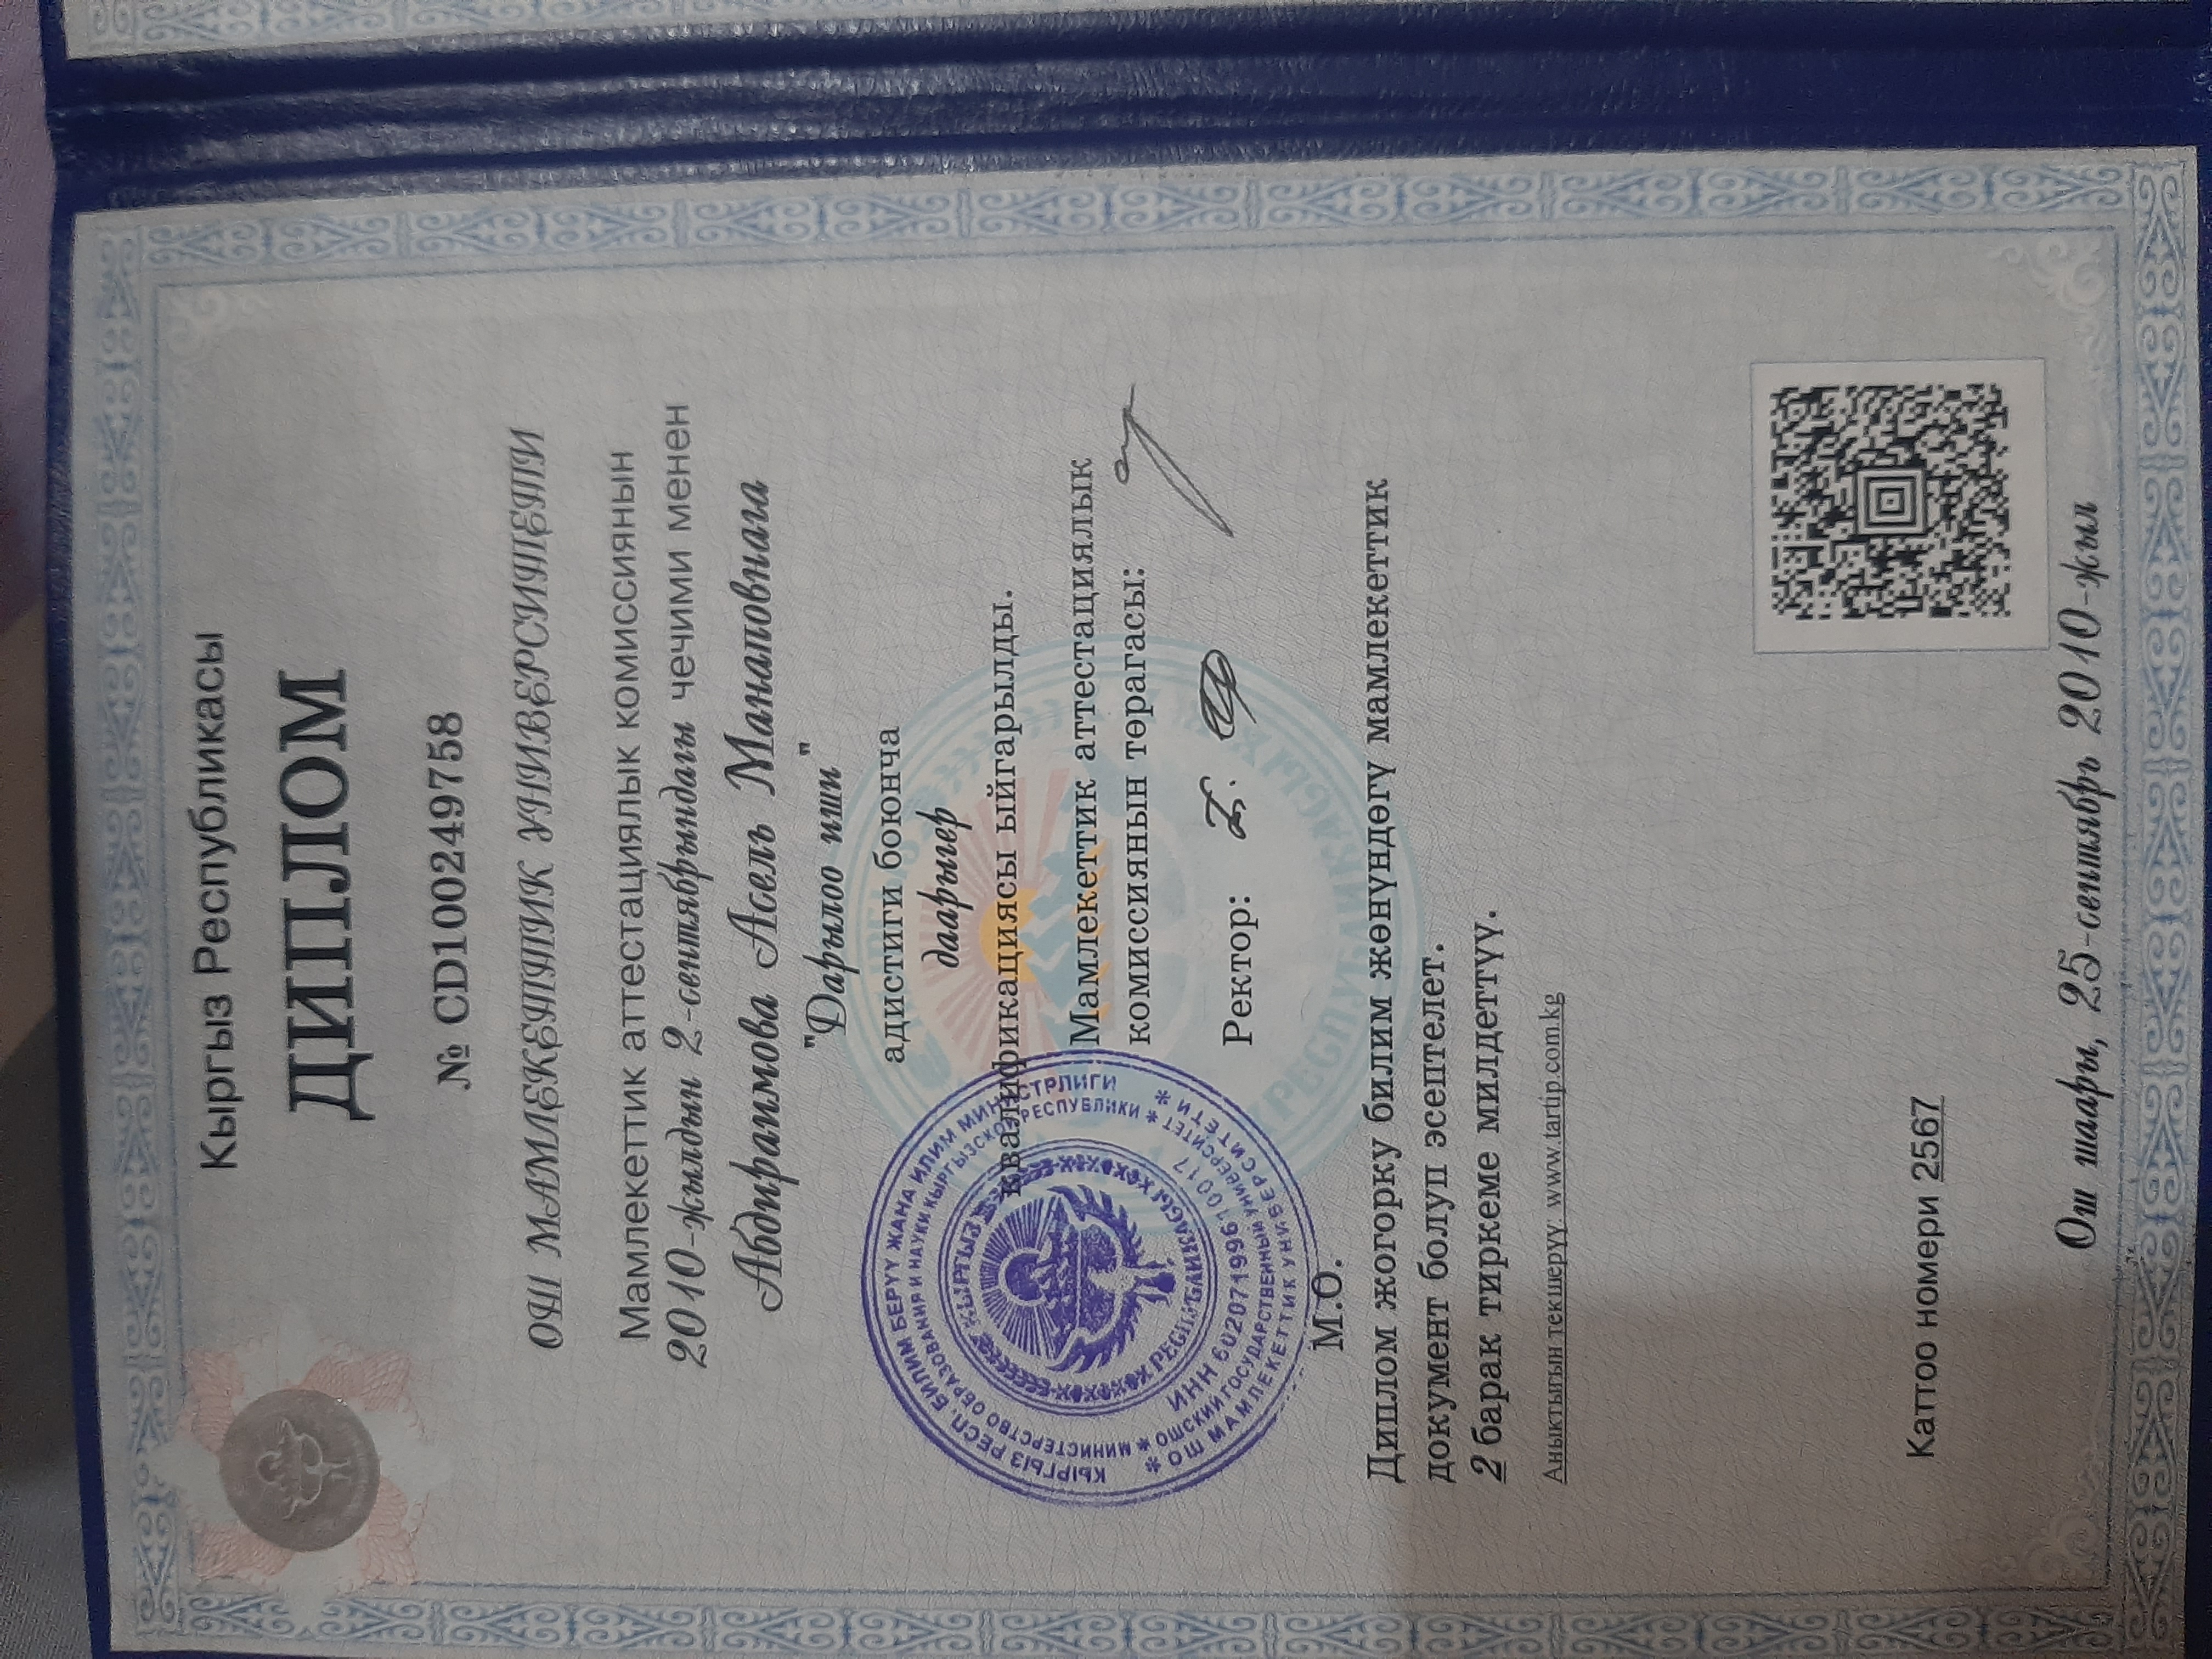 Кыргыз Республикасы
ДИПЛОМ
№ CD100249758
ОШ МАМЛЕКЕТТИК УНИВЕРСИТЕТИ
Мамлекеттик аттестациялык комиссиянын
2010-жылдын 2-сентябрындагы чечими менен
Абдираимова Асель Манаповнага
"Дарылоо иши"
адистиги боюнча
даарыгер
квалификациясы ыйгарылды.
КЫРГЫЗ РЕСП. БИЛИМ БЕРҮҮ ЖАНА ИЛИМ МИНИСТРЛИГИ
* ОШ МАМЛЕКЕТТИК УНИВЕРСИТЕТИ *
* МИНИСТЕРСТВО ОБРАЗОВАНИЯ И НАУКИ КЫРГЫЗСКОЙ РЕСПУБЛИКИ *
ОШСКИЙ ГОСУДАРСТВЕННЫЙ УНИВЕРСИТЕТ
ИНН 60207199610017
КЫРГЫЗ
РЕСПУБЛИКАСЫ
Мамлекеттик аттестациялык
комиссиянын төрагасы:
Ректор:
М.О.
Диплом жогорку билим жөнүндөгү мамлекеттик
документ болуп эсептелет.
2 барак тиркеме милдеттүү.
Аныктыгын текшерүү: www.tartip.com.kg
Каттоо номери 2567
Ош шаары, 25-сентябрь 2010-жыл